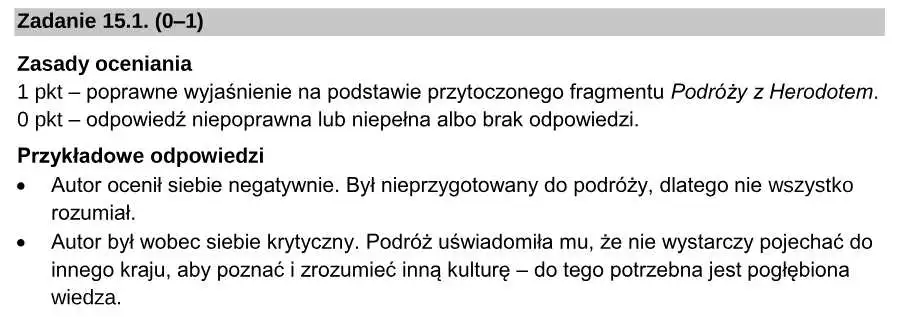 Zadanie 15.1. (0–1)
Zasady oceniania
1 pkt – poprawne wyjaśnienie na podstawie przytoczonego fragmentu Podróży z Herodotem.
0 pkt – odpowiedź niepoprawna lub niepełna albo brak odpowiedzi.
Przykładowe odpowiedzi
• Autor ocenił siebie negatywnie. Był nieprzygotowany do podróży, dlatego nie wszystko
rozumiał.
• Autor był wobec siebie krytyczny. Podróż uświadomiła mu, że nie wystarczy pojechać do
innego kraju, aby poznać i zrozumieć inną kulturę – do tego potrzebna jest pogłębiona
wiedza.